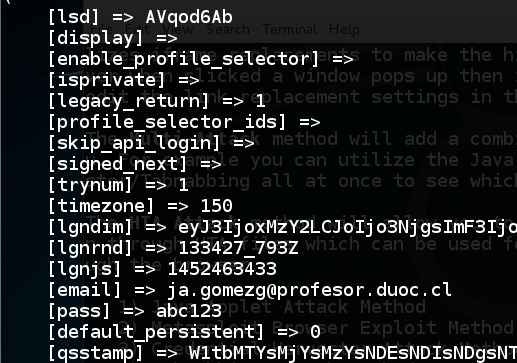 (
[lsd] => AVqod6Ab
[display] =>
[enable_profile_selector] =>
[isprivate] =>
[legacy_return] => 1
[profile_selector_ids] =>
[skip_api_login] =>
[signed_next] =>
[trynum] => 1
[timezone] => 150
[lgndim] => eyJ3IjoxMzY2LCJoIjo3NjgsImF3Ijo
[lgnrnd] => 133427_793Z
[lgnjs] => 1452463433
[email] => ja.gomezg@profesor.duoc.cl
[pass] => abc123
[default_persistent] => 0
[qsstamp] => W1tbMTYsMjYsMzYsNDEsNDIsNDgsNT